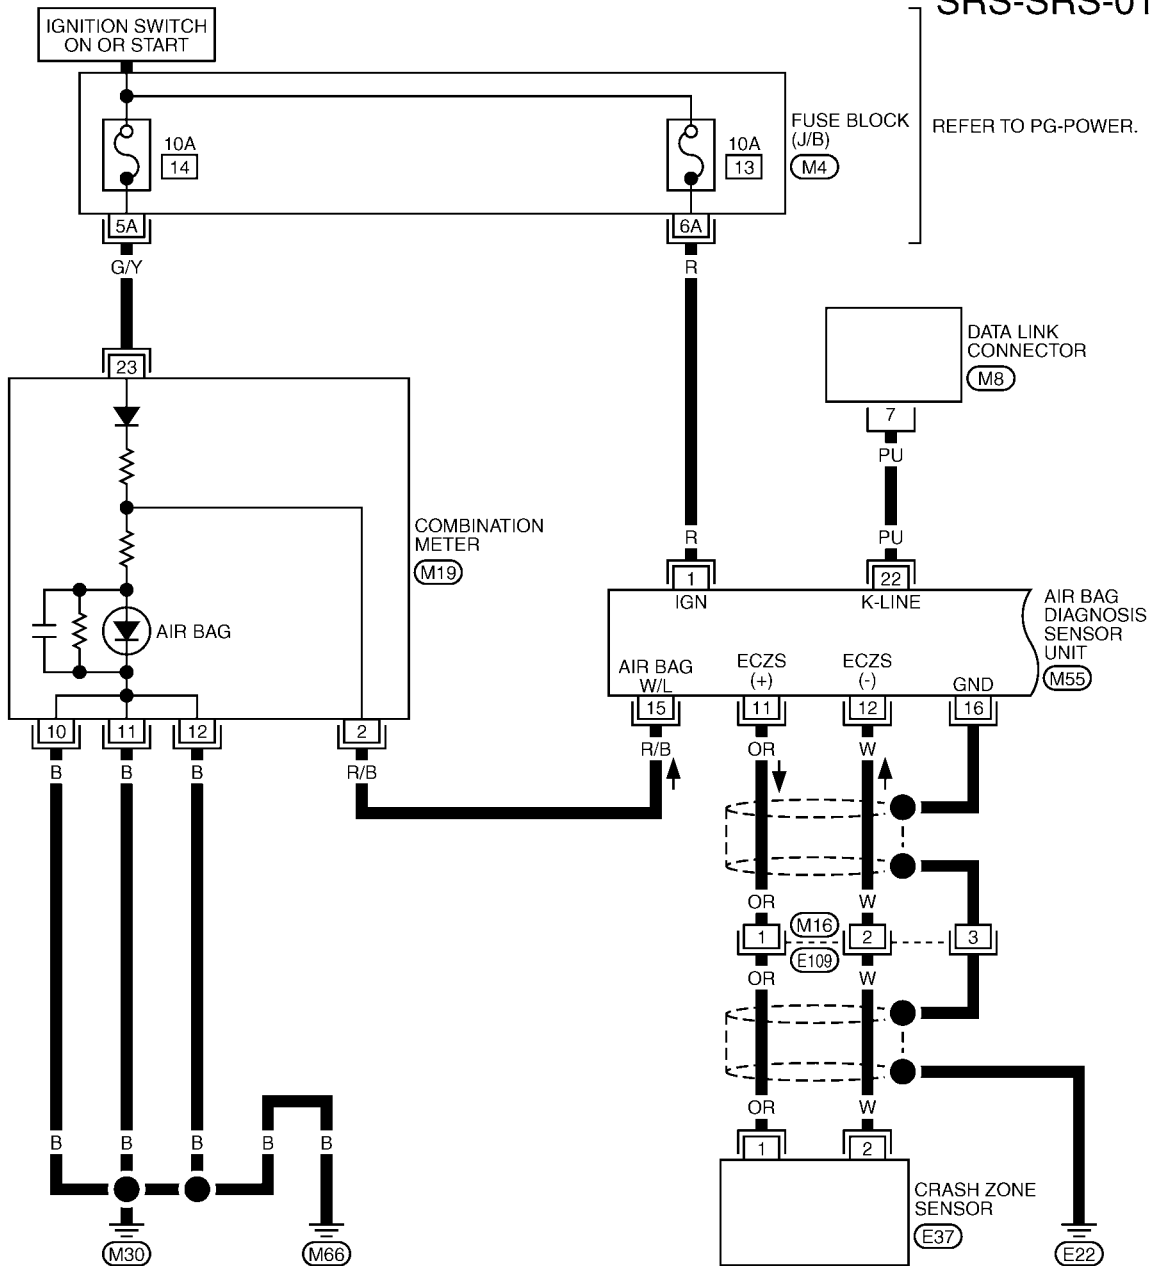 SRS-SRS-01
IGNITION SWITCH
ON OR START
10A
14
10A
13
FUSE BLOCK
(J/B)
M4
REFER TO PG-POWER.
5A
6A
G/Y
R
23
DATA LINK
CONNECTOR
M8
7
PU
COMBINATION
METER
M19
R
PU
1
22
IGN
K-LINE
AIR BAG
DIAGNOSIS
SENSOR
UNIT
M55
AIR BAG
AIR BAG
W/L
ECZS
(+)
ECZS
(-)
GND
10
11
12
2
15
11
12
16
B
B
B
R/B
R/B
OR
W
OR
W
M16
1
2
3
E109
OR
W
OR
W
B
B
B
B
B
1
2
CRASH ZONE
SENSOR
E37
M30
M66
E22